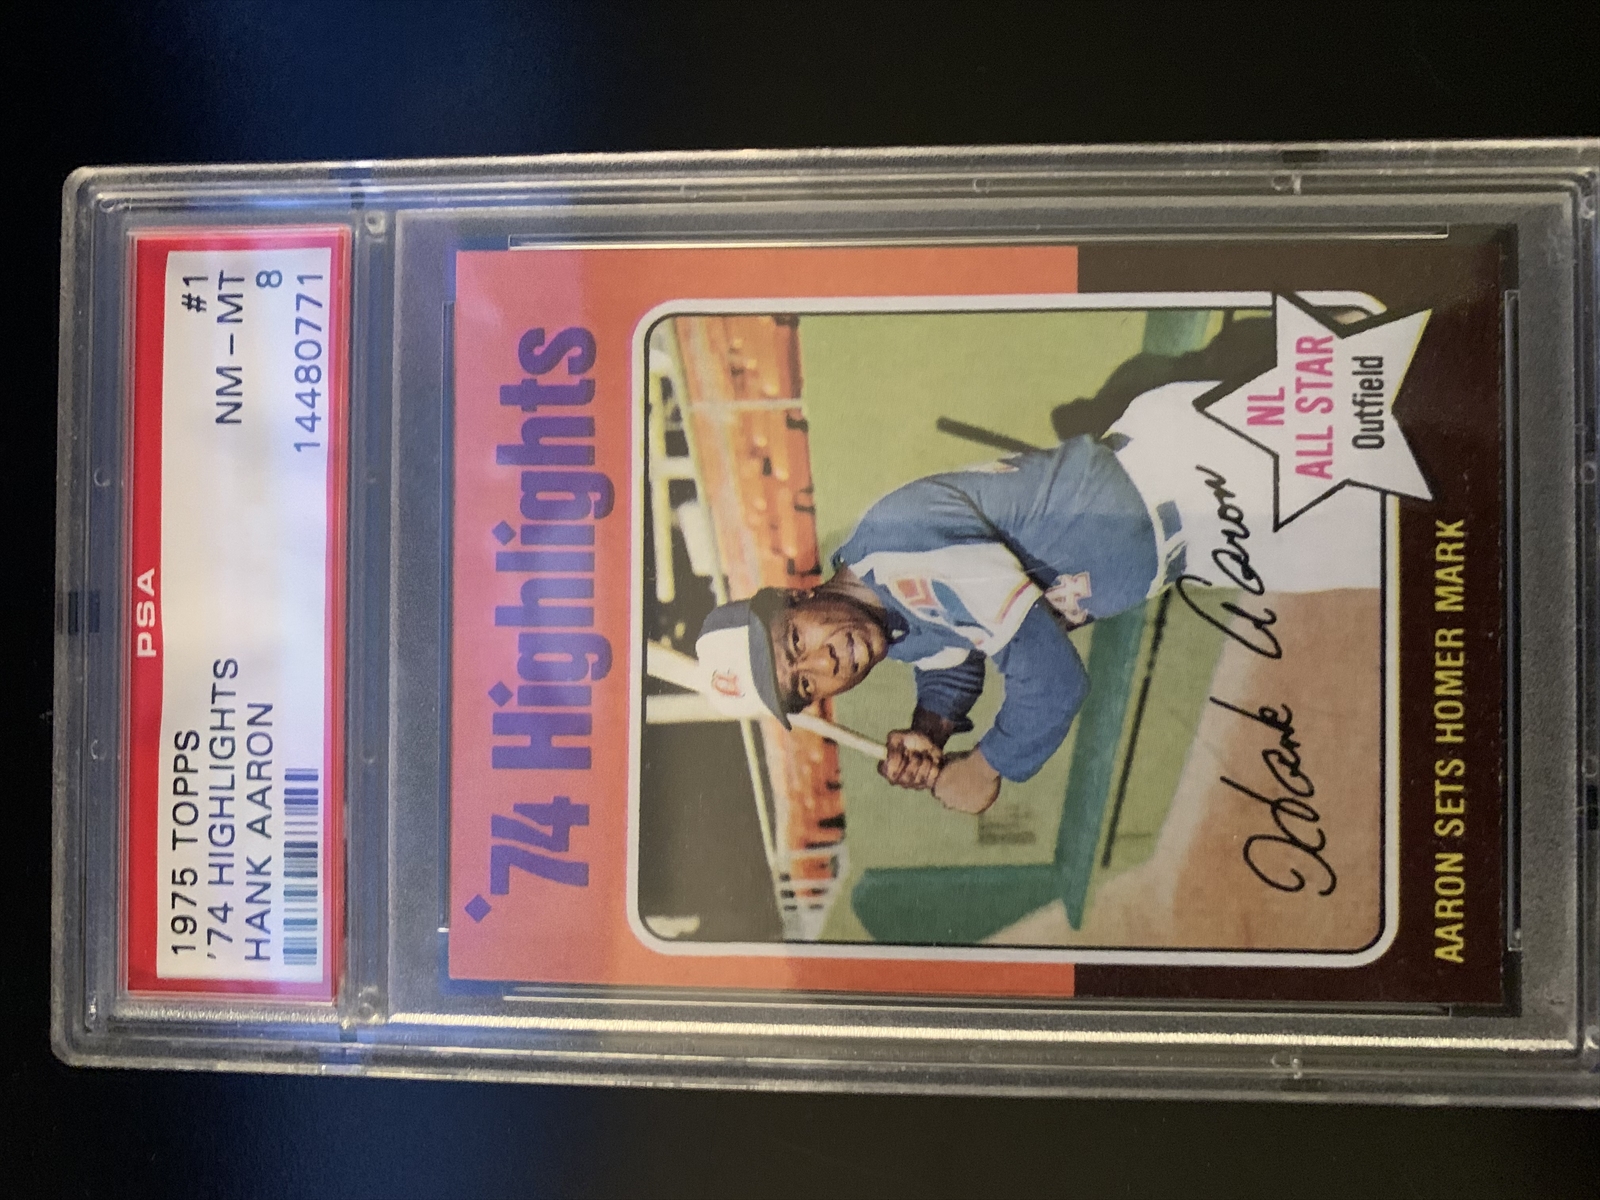 PSA
1975 TOPPS #1
'74 HIGHLIGHTS NM-MT
HANK AARON 8
14480771
'74 Highlights
a
44
Hank Aaron
NL
ALL STAR
Outfield
AARON SETS HOMER MARK